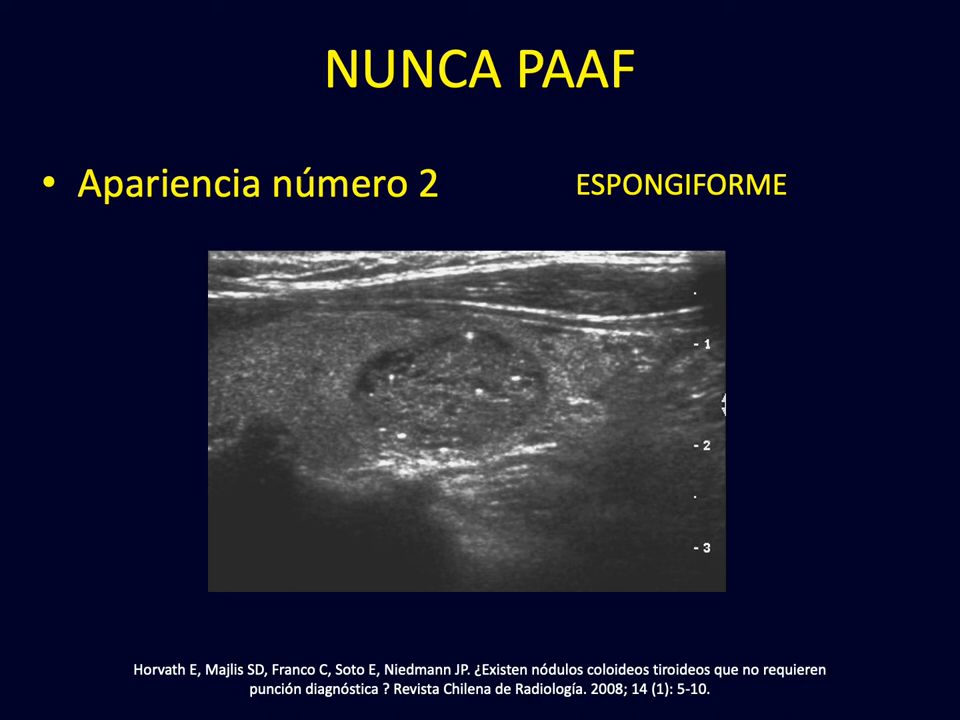 NUNCA PAAF
• Apariencia número 2
ESPONGIFORME
- 1
- 2
- 3
Horvath E, Majlis SD, Franco C, Soto E, Niedmann JP. ¿Existen nódulos coloideos tiroideos que no requieren
punción diagnóstica ? Revista Chilena de Radiología. 2008; 14 (1): 5-10.